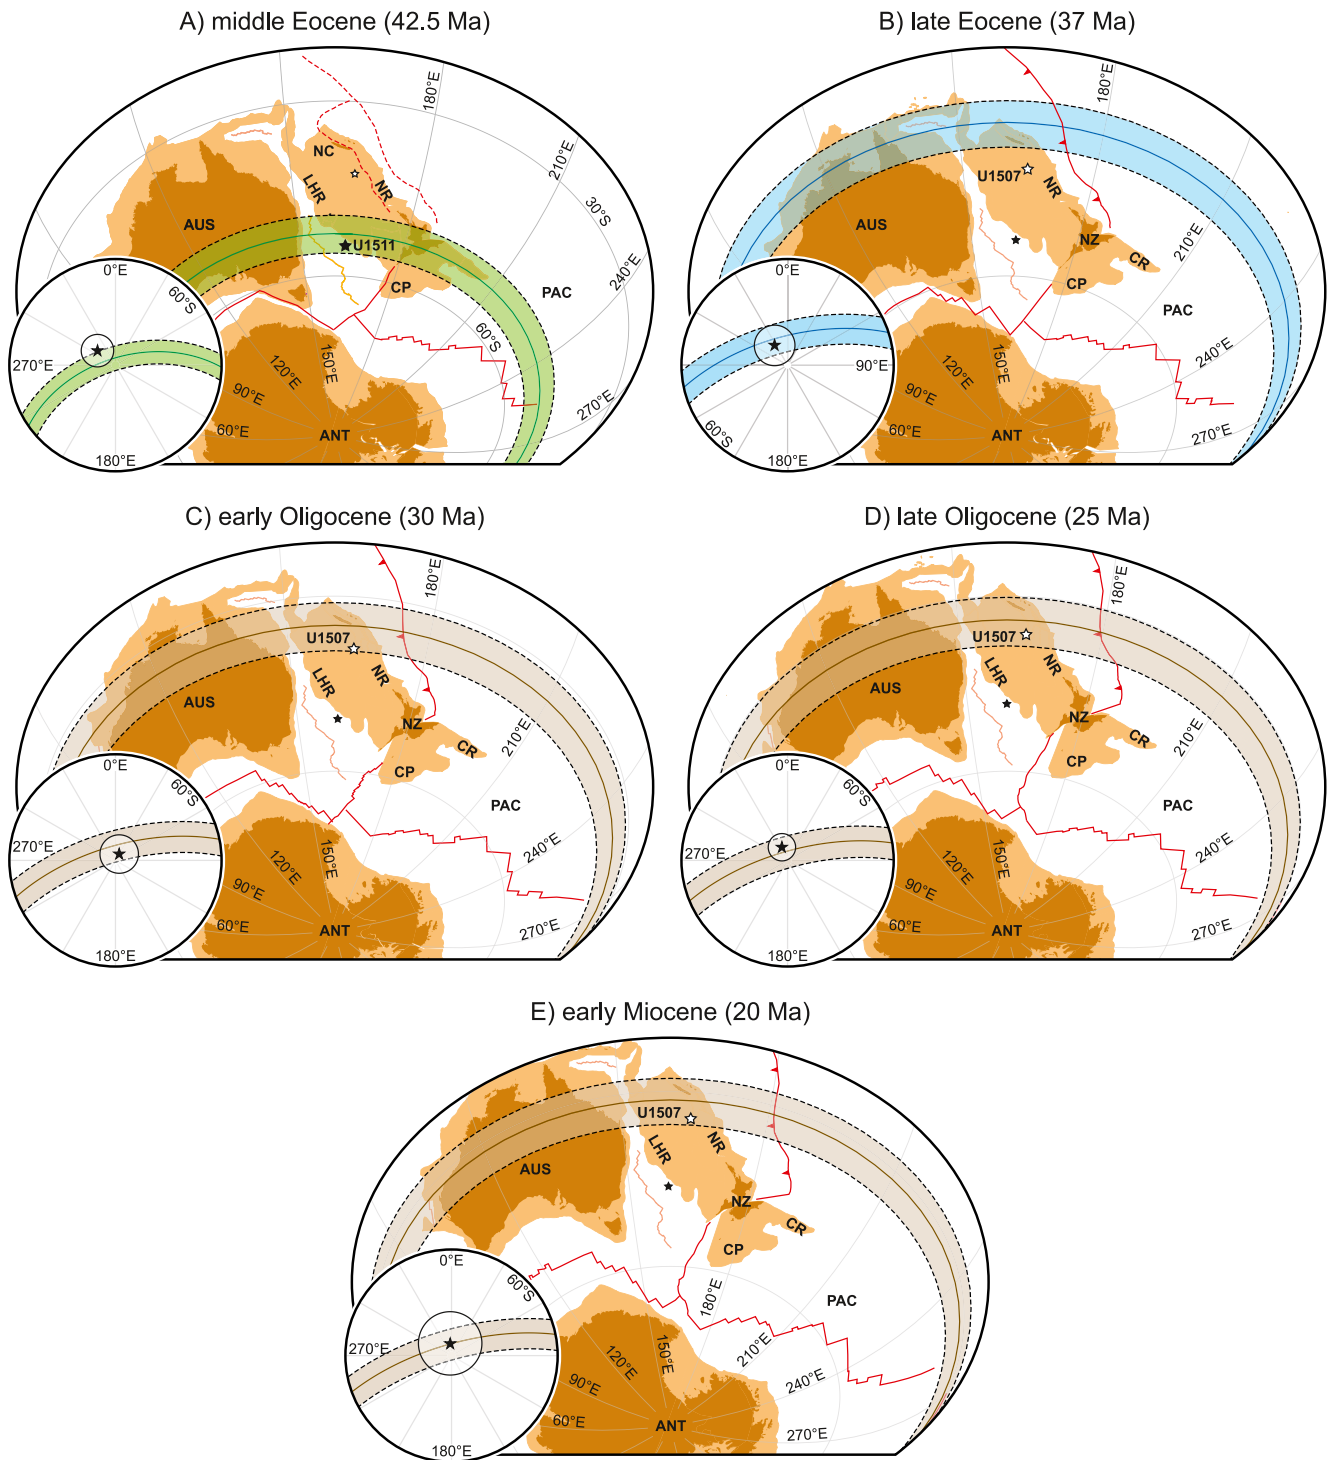 A) middle Eocene (42.5 Ma)
180°E
210°E
30°S
240°E
NC
LHR
NR
AUS
U1511
CP
PAC
60°S
0°E
60°S
270°E
180°E
150°E
120°E
90°E
60°E
ANT
270°E
B) late Eocene (37 Ma)
180°E
U1507
NR
AUS
NZ
CR
210°E
CP
PAC
0°E
90°E
60°S
180°E
150°E
120°E
90°E
60°E
ANT
240°E
270°E
C) early Oligocene (30 Ma)
180°E
U1507
LHR
NR
AUS
NZ
CR
210°E
CP
PAC
0°E
60°S
270°E
180°E
150°E
120°E
90°E
60°E
ANT
240°E
270°E
D) late Oligocene (25 Ma)
180°E
U1507
LHR
NR
AUS
NZ
CR
210°E
CP
PAC
0°E
60°S
270°E
180°E
150°E
120°E
90°E
60°E
ANT
240°E
270°E
E) early Miocene (20 Ma)
U1507
LHR
NR
AUS
NZ
CR
CP
180°E
PAC
0°E
60°S
270°E
180°E
150°E
120°E
90°E
60°E
ANT
210°E
240°E
270°E